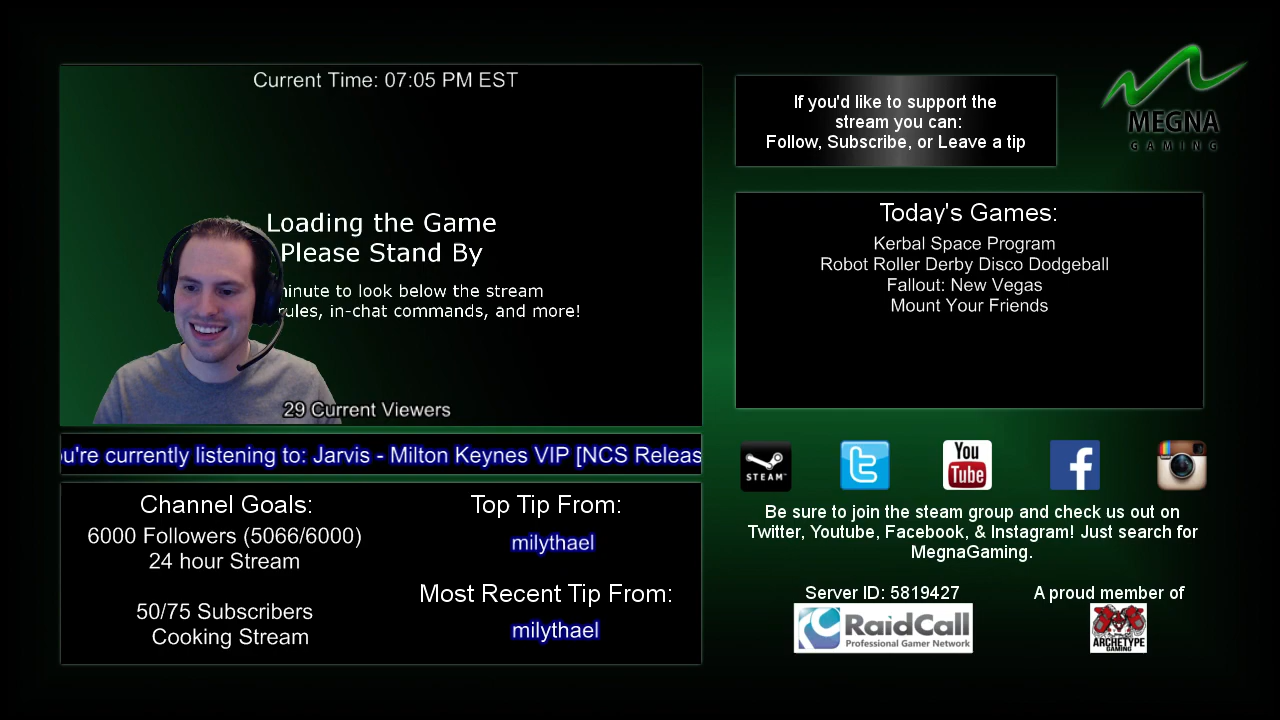 Current Time: 07:05 PM EST
Loading the Game
Please Stand By
minute to look below the stream
rules, in-chat commands, and more!
29 Current Viewers
ou're currently listening to: Jarvis - Milton Keynes VIP [NCS Releas
Channel Goals:
6000 Followers (5066/6000)
24 hour Stream
50/75 Subscribers
Cooking Stream
Top Tip From:
milythael
Most Recent Tip From:
milythael
If you'd like to support the
stream you can:
Follow, Subscribe, or Leave a tip
MEGNA
GAMING
Today's Games:
Kerbal Space Program
Robot Roller Derby Disco Dodgeball
Fallout: New Vegas
Mount Your Friends
STEAM
You
Tube
Be sure to join the steam group and check us out on
Twitter, Youtube, Facebook, & Instagram! Just search for
MegnaGaming.
Server ID: 5819427
RaidCall
Professional Gamer Network
A proud member of
ARCHETYPE
GAMING